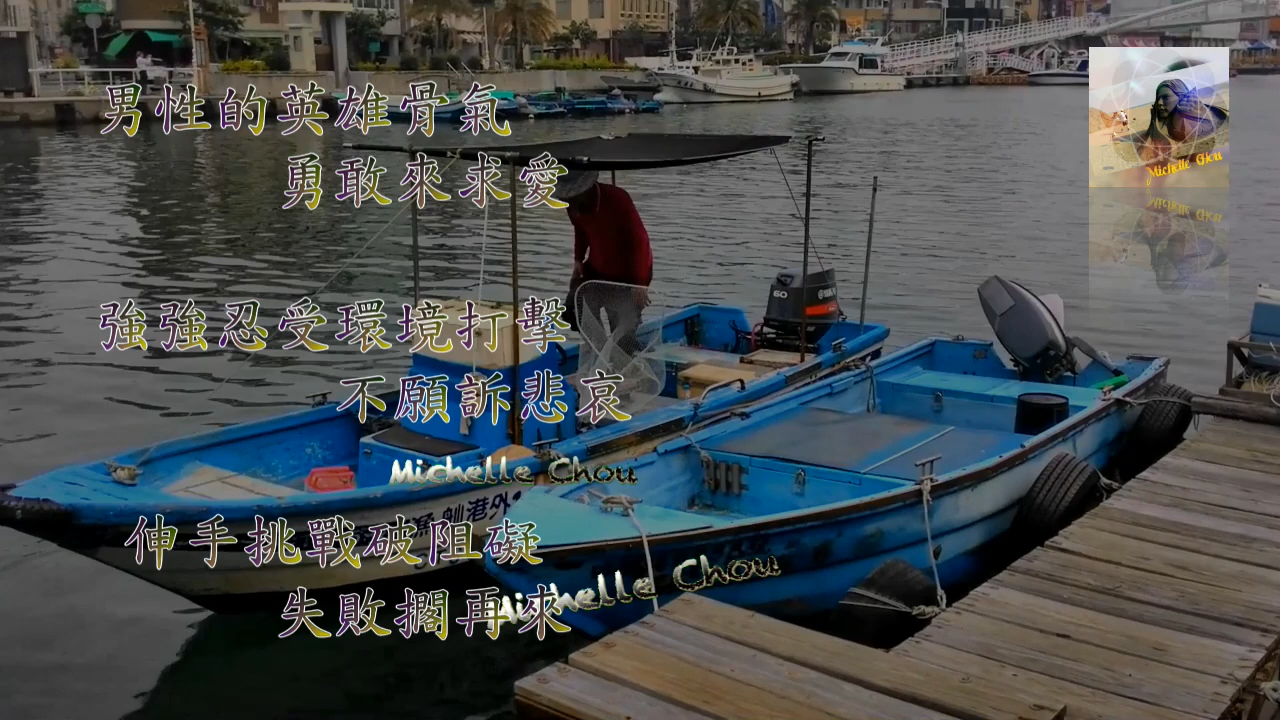 男性的英雄骨氣
勇敢來求愛
強強忍受環境打擊
不願訴悲哀
Michelle Chou
伸手挑戰破阻礙
失敗擱再來
Michelle Chou
Michelle Chou
60